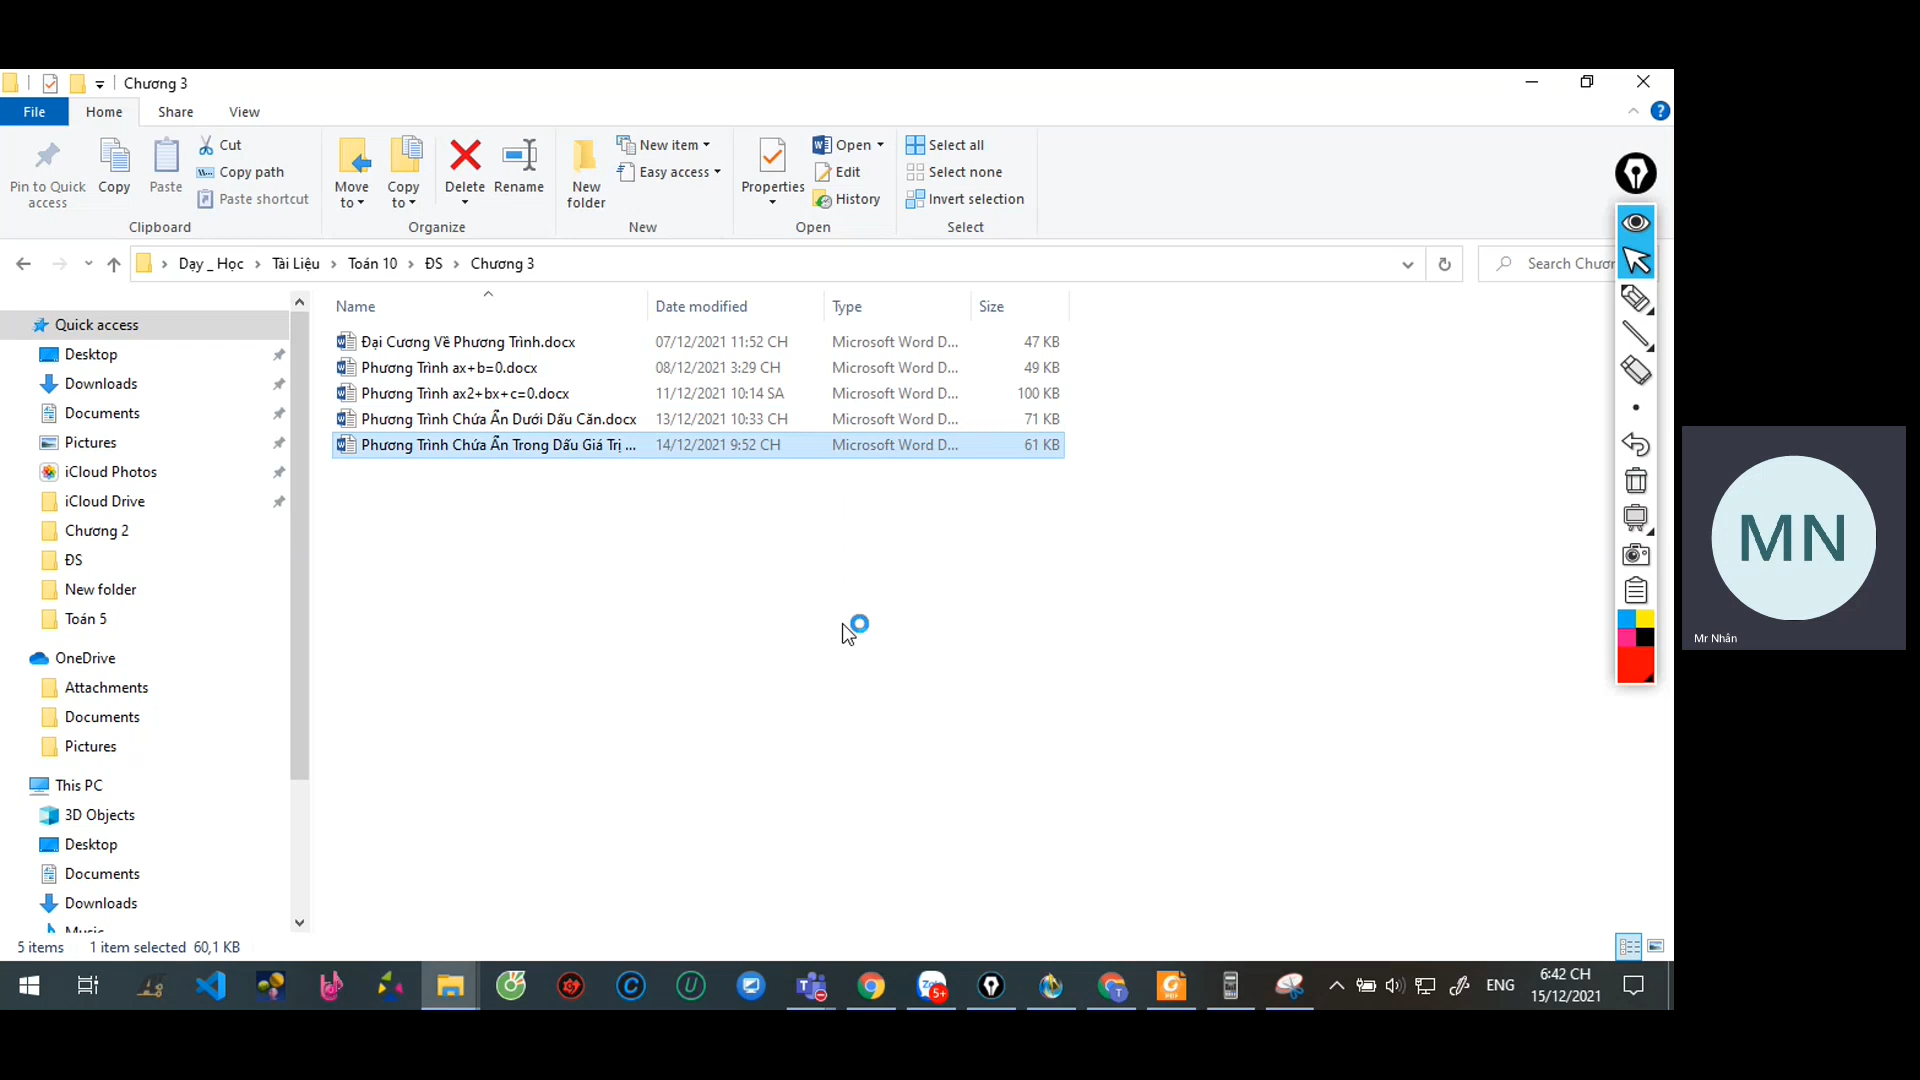 Chương 3
File Home Share View
Pin to Quick access
Copy
Paste
Cut
Copy path
Paste shortcut
Clipboard
Move to
Copy to
Delete
Rename
Organize
New folder
New item
Easy access
New
Properties
Open
Edit
History
Open
Select all
Select none
Invert selection
Select
Dạy _ Học > Tài Liệu > Toán 10 > ĐS > Chương 3
Search Chươn
Name Date modified Type Size
Đại Cương Về Phương Trình.docx 07/12/2021 11:52 CH Microsoft Word D... 47 KB
Phương Trình ax+b=0.docx 08/12/2021 3:29 CH Microsoft Word D... 49 KB
Phương Trình ax2+bx+c=0.docx 11/12/2021 10:14 SA Microsoft Word D... 100 KB
Phương Trình Chứa Ẩn Dưới Dấu Căn.docx 13/12/2021 10:33 CH Microsoft Word D... 71 KB
Phương Trình Chứa Ẩn Trong Dấu Giá Trị ... 14/12/2021 9:52 CH Microsoft Word D... 61 KB
Quick access
Desktop
Downloads
Documents
Pictures
iCloud Photos
iCloud Drive
Chương 2
ĐS
New folder
Toán 5
OneDrive
Attachments
Documents
Pictures
This PC
3D Objects
Desktop
Documents
Downloads
Music
5 items 1 item selected 60,1 KB
MN
Mr Nhân
5+
ENG
6:42 CH
15/12/2021